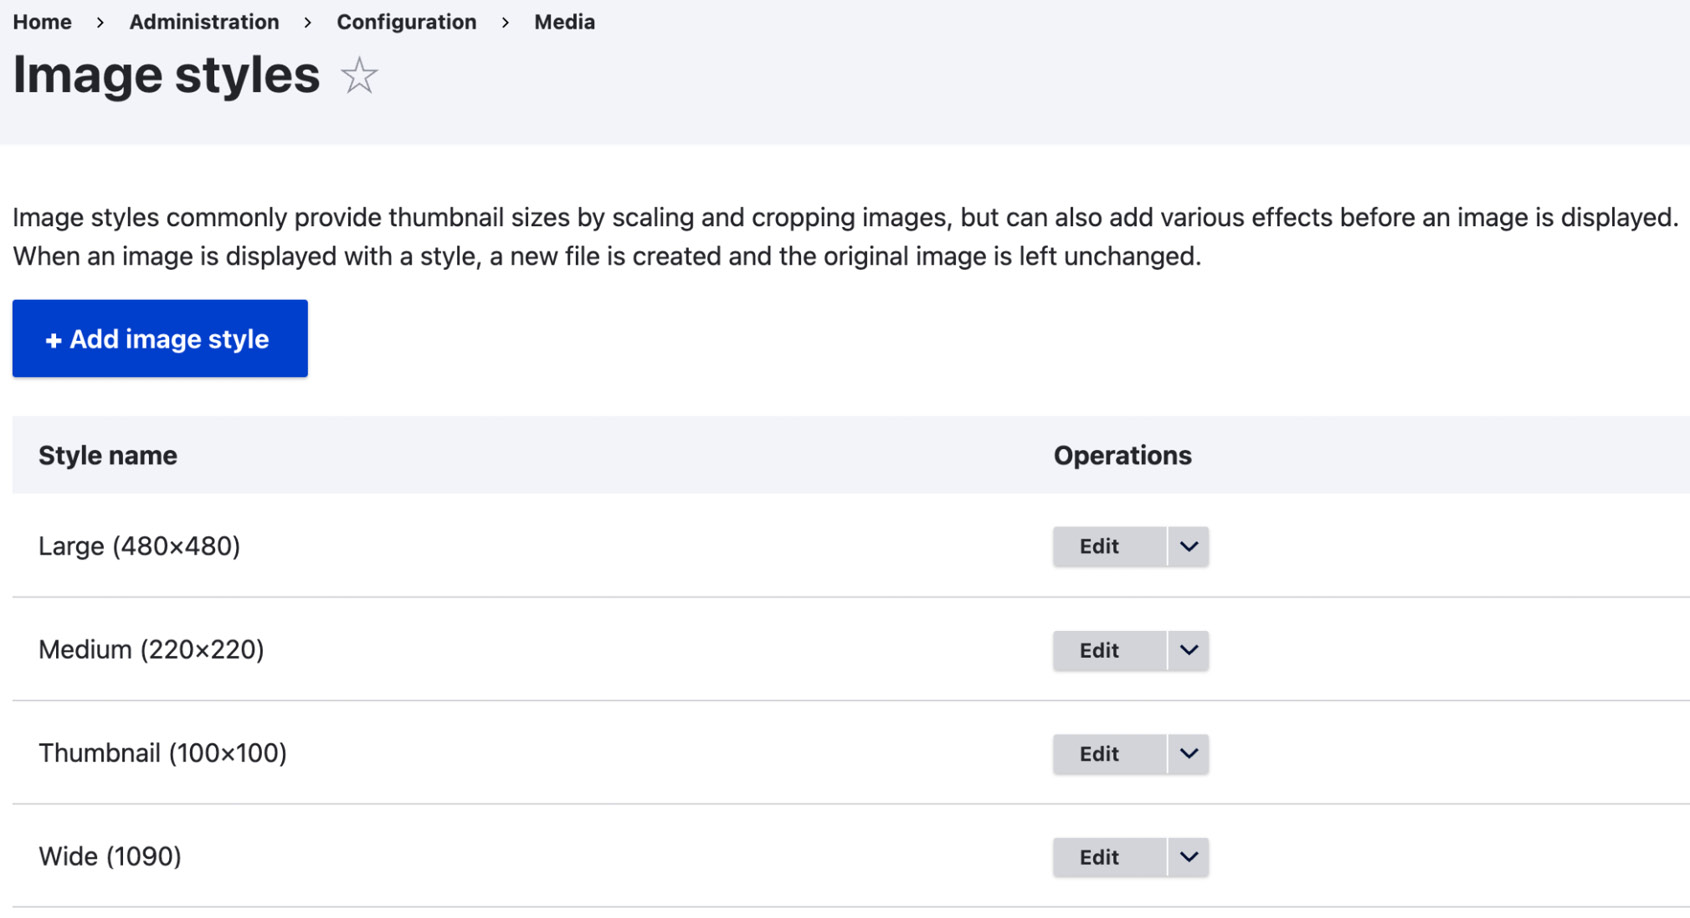 Home > Administration > Configuration > Media
Image styles
Image styles commonly provide thumbnail sizes by scaling and cropping images, but can also add various effects before an image is displayed.
When an image is displayed with a style, a new file is created and the original image is left unchanged.
+ Add image style
Style name Operations
Large (480×480) Edit
Medium (220×220) Edit
Thumbnail (100×100) Edit
Wide (1090) Edit